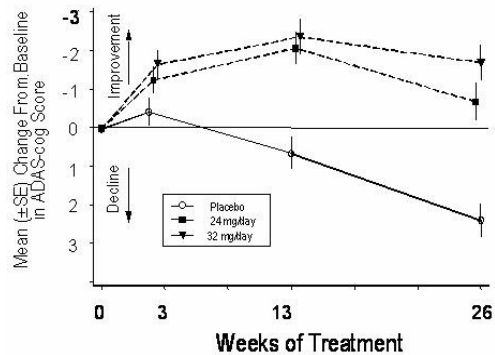 Mean (±SE) Change From Baseline
in ADAS-cog Score
-3
-2
-1
0
1
2
3
Improvement
Decline
Placebo
24 mg/day
32 mg/day
0 3 13 26
Weeks of Treatment